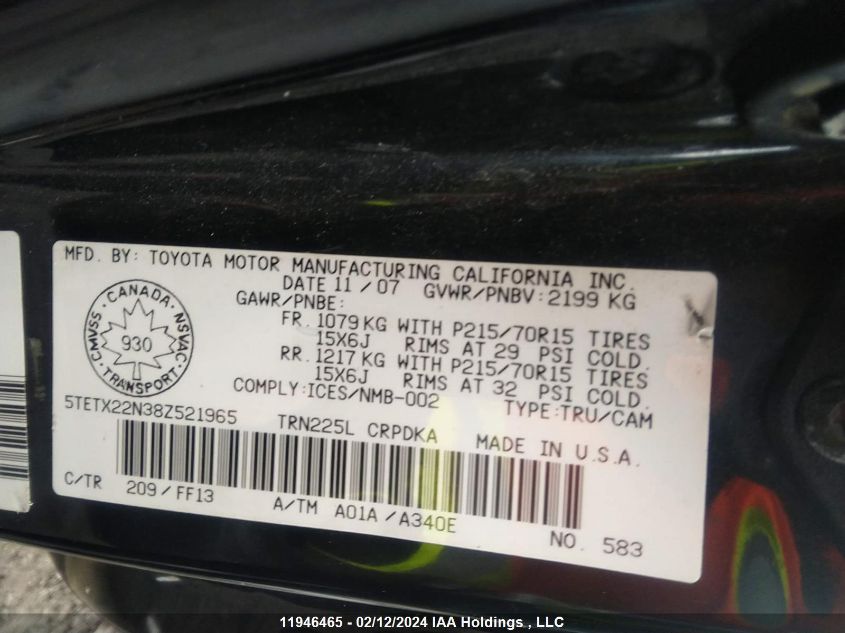 MFD. BY: TOYOTA MOTOR MANUFACTURING CALIFORNIA INC.
DATE 11 / 07 GVWR/PNBV: 2199 KG
GAWR/PNBE:
FR. 1079 KG WITH P215/70R15 TIRES
15X6J RIMS AT 29 PSI COLD.
RR. 1217 KG WITH P215/70R15 TIRES
15X6J RIMS AT 32 PSI COLD.
COMPLY: ICES/NMB-002 TYPE: TRU/CAM
CANADA
CMVSS 930 NSVAC
TRANSPORT
5TETX22N38Z521965 TRN225L CRPDKA MADE IN U.S.A.
C/TR 209/FF13 A/TM A01A /A340E NO. 583
11946465 - 02/12/2024 IAA Holdings , LLC